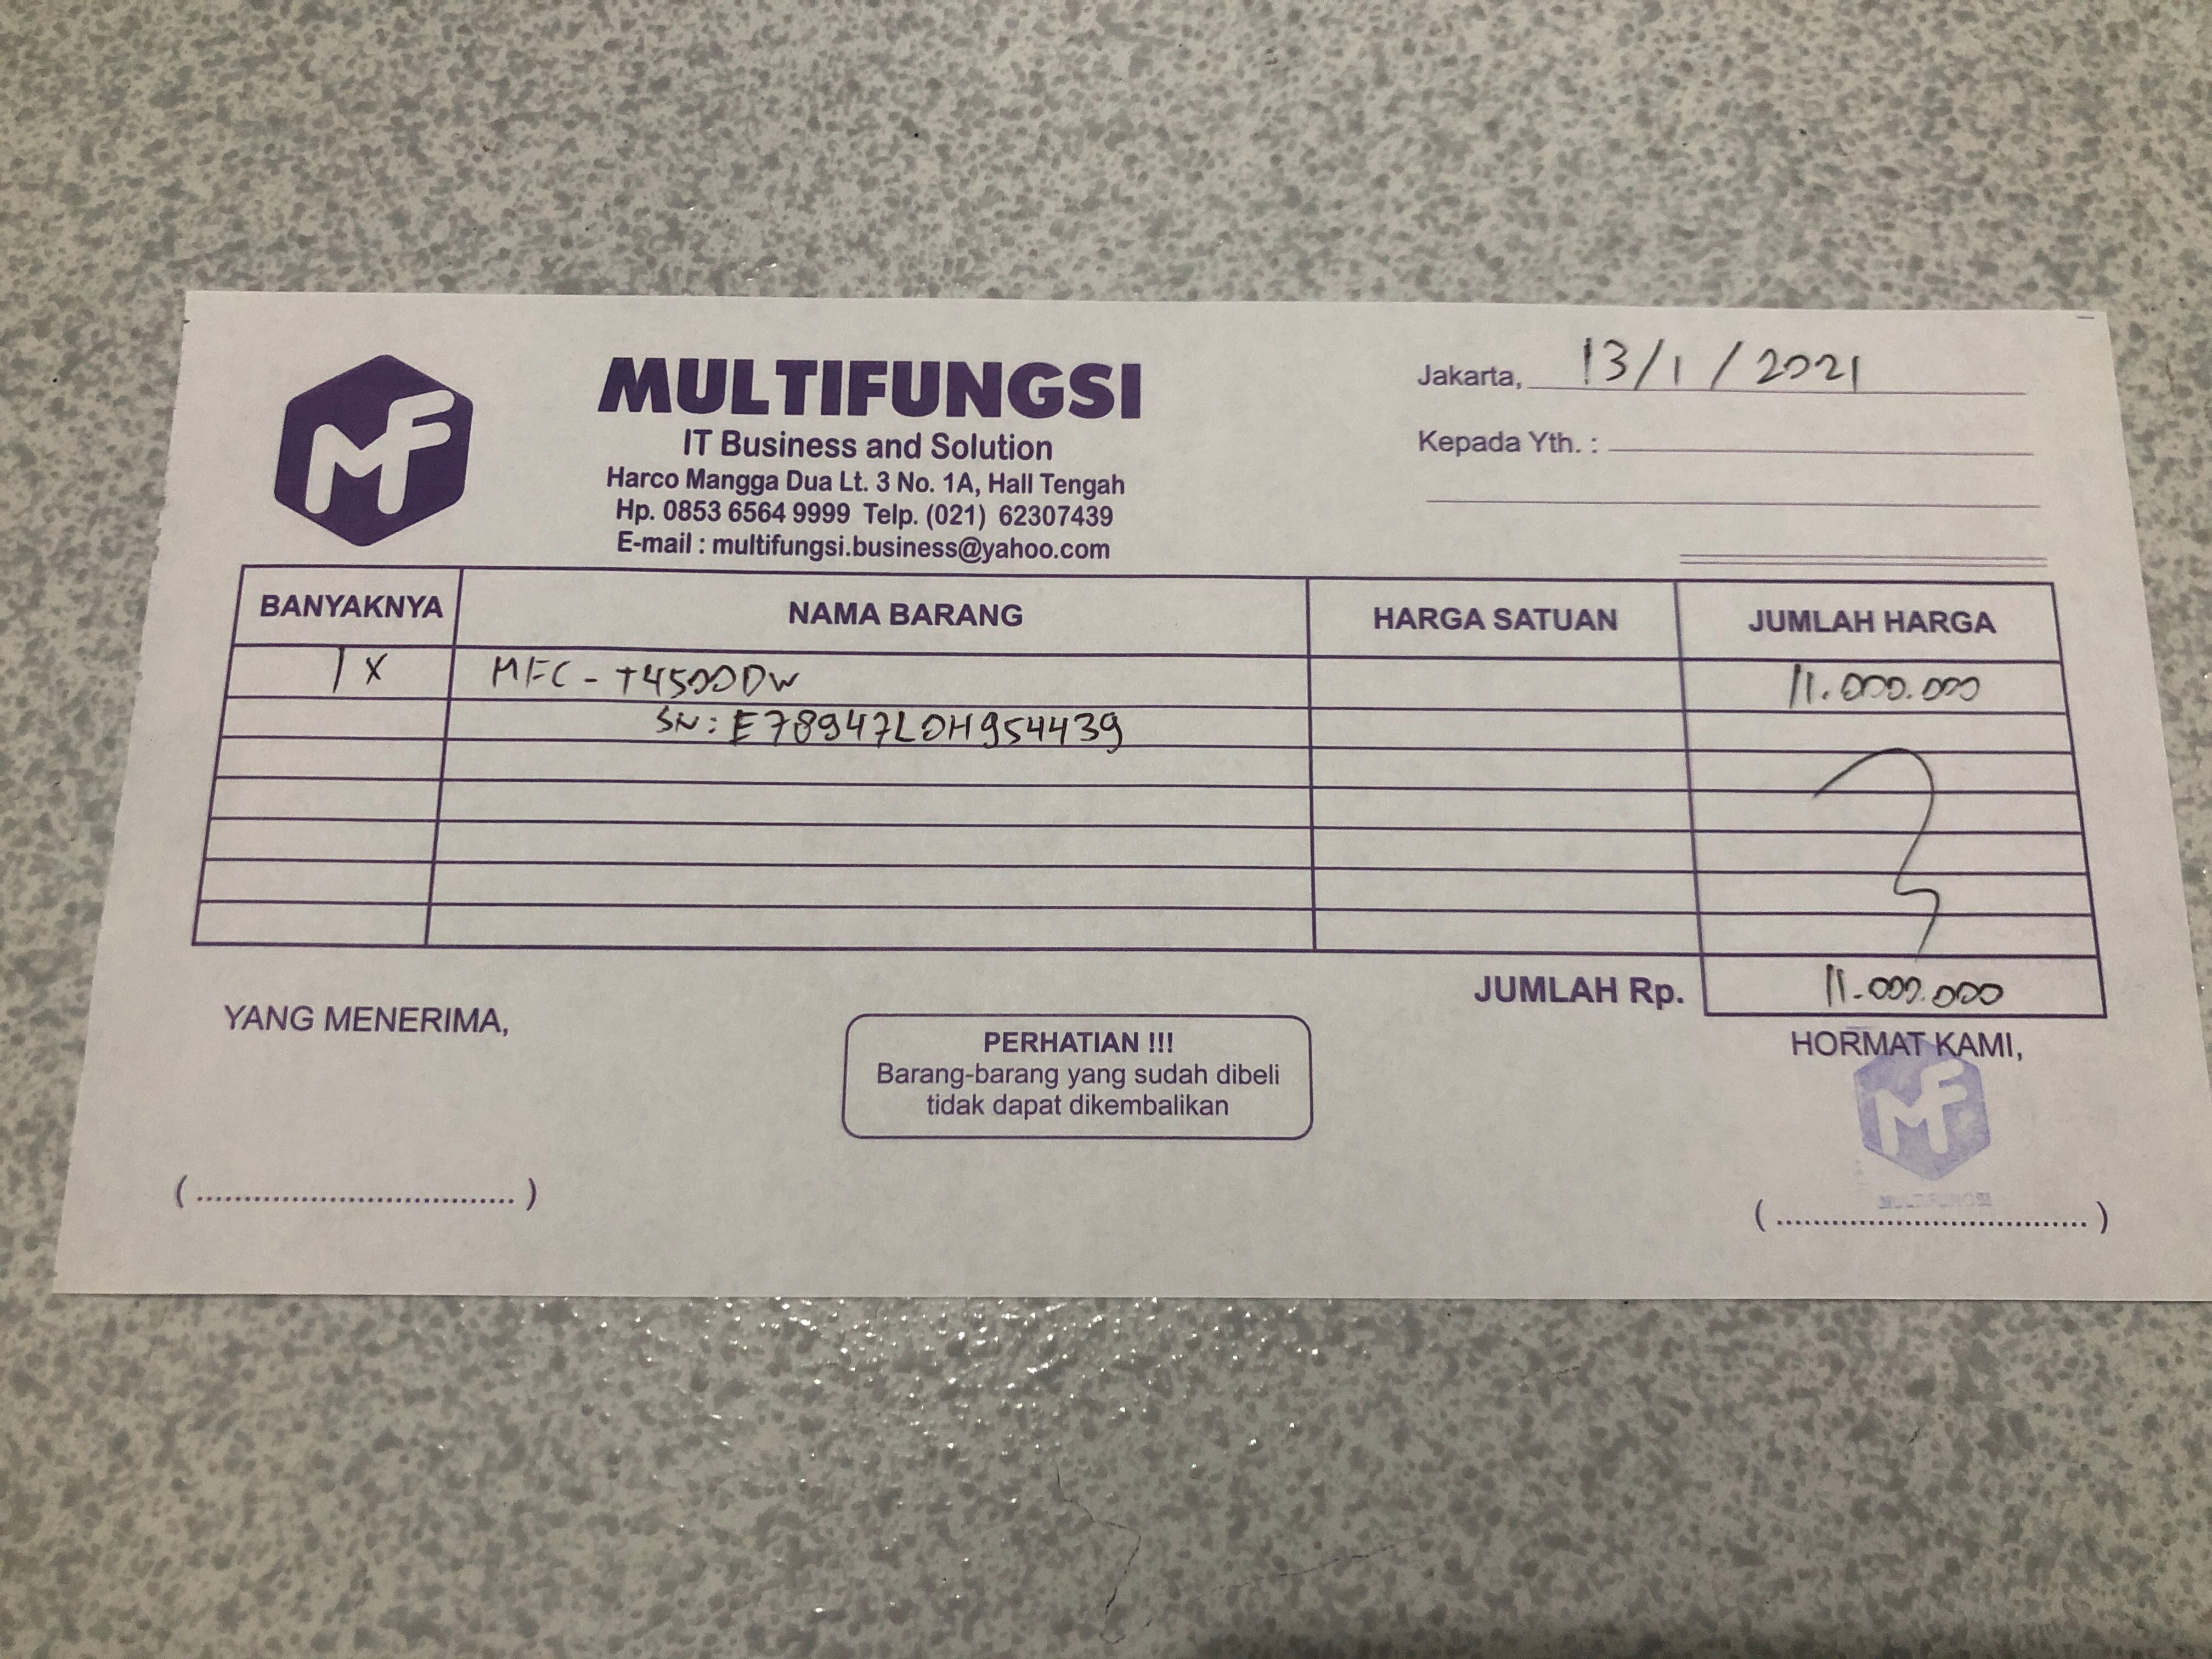 MF
MULTIFUNGSI
IT Business and Solution
Harco Mangga Dua Lt. 3 No. 1A, Hall Tengah
Hp. 0853 6564 9999 Telp. (021) 62307439
E-mail : multifungsi.business@yahoo.com
Jakarta, 13/1/2021
Kepada Yth. :
BANYAKNYA NAMA BARANG HARGA SATUAN JUMLAH HARGA
1 X MFC-T4500DW 11.000.000
SN: E78947L0H954439
JUMLAH Rp. 11.000.000
YANG MENERIMA,
PERHATIAN !!!
Barang-barang yang sudah dibeli
tidak dapat dikembalikan
HORMAT KAMI,
MF
(..................................)
(..................................)